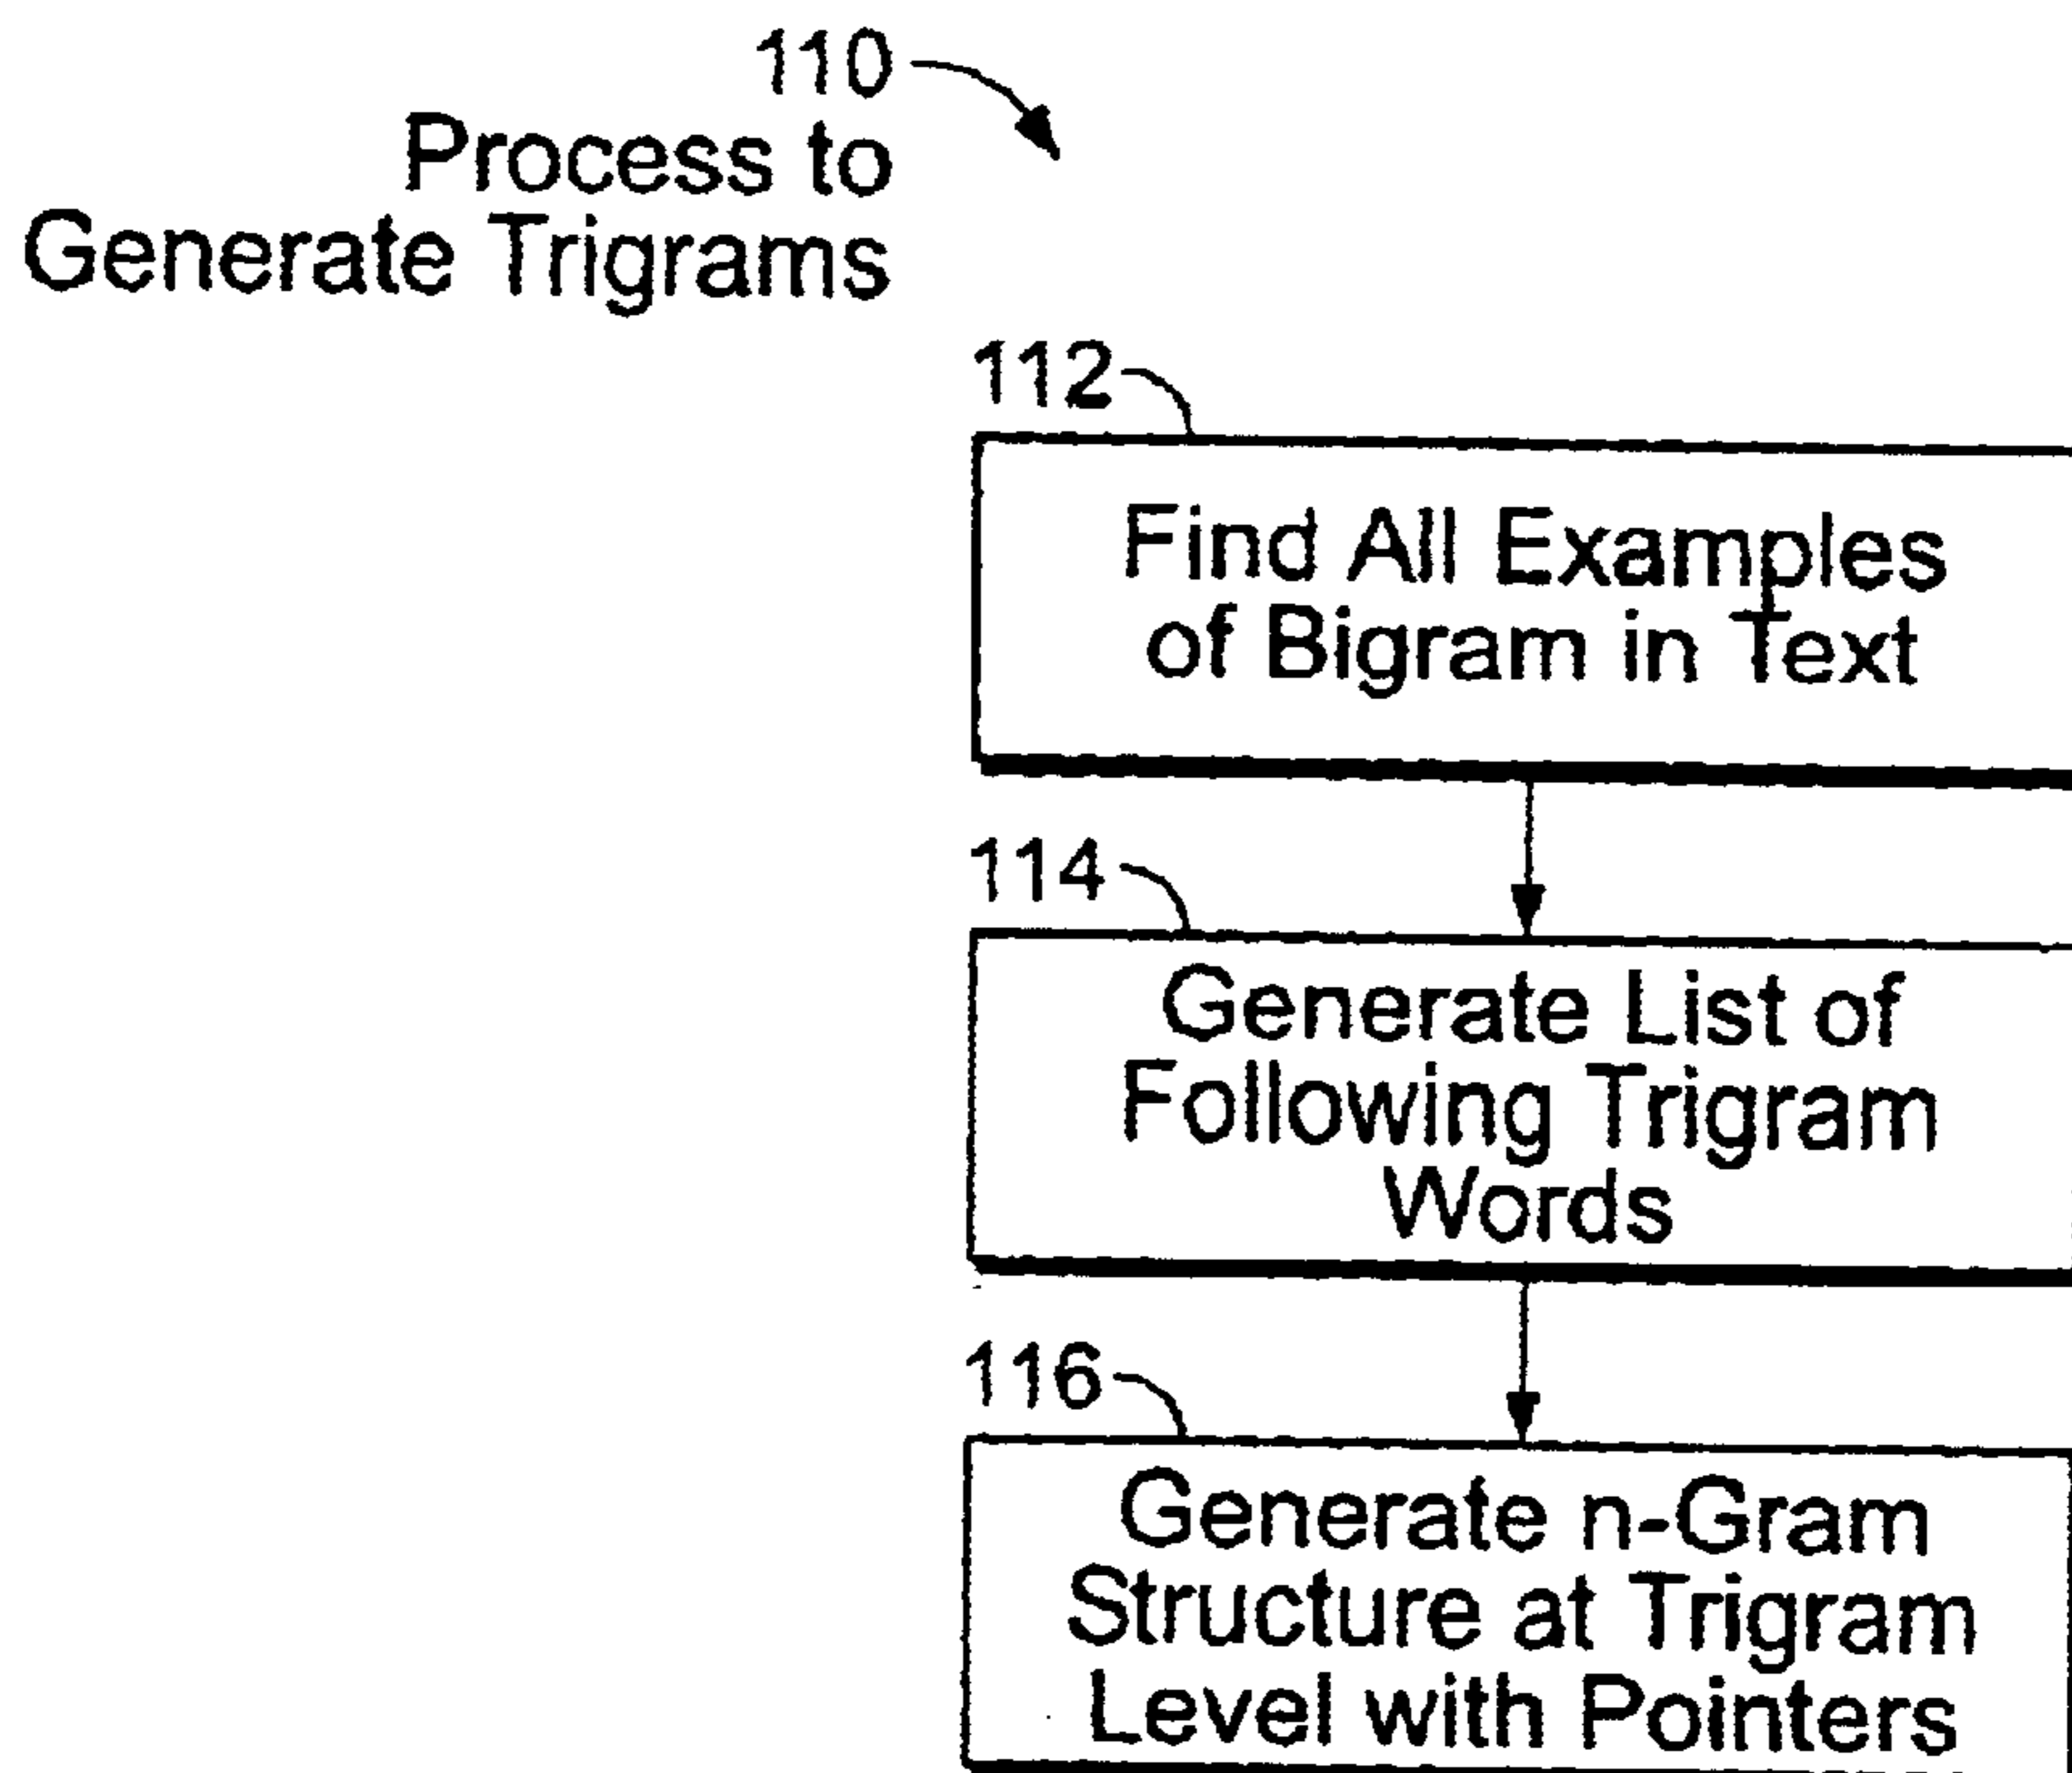 110
Process to
Generate Trigrams
112
Find All Examples
of Bigram in Text
114
Generate List of
Following Trigram
Words
116
Generate n-Gram
Structure at Trigram
Level with Pointers